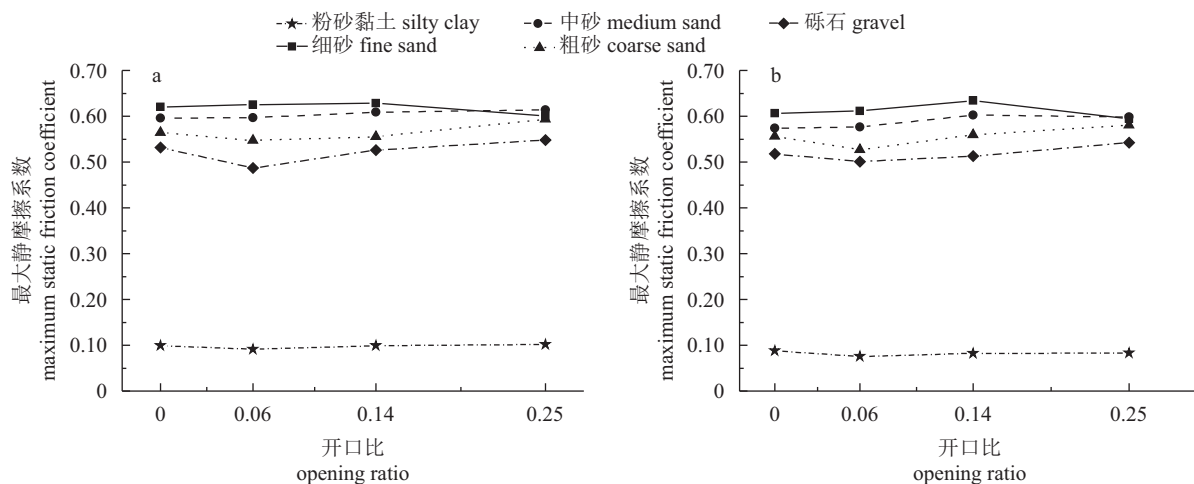 粉砂黏土 silty clay 中砂 medium sand 砾石 gravel
细砂 fine sand 粗砂 coarse sand
a
0.70
0.60
0.50
0.40
0.30
0.20
0.10
0
最大静摩擦系数
maximum static friction coefficient
0 0.06 0.14 0.25
开口比
opening ratio
b
0.70
0.60
0.50
0.40
0.30
0.20
0.10
0
最大静摩擦系数
maximum static friction coefficient
0 0.06 0.14 0.25
开口比
opening ratio